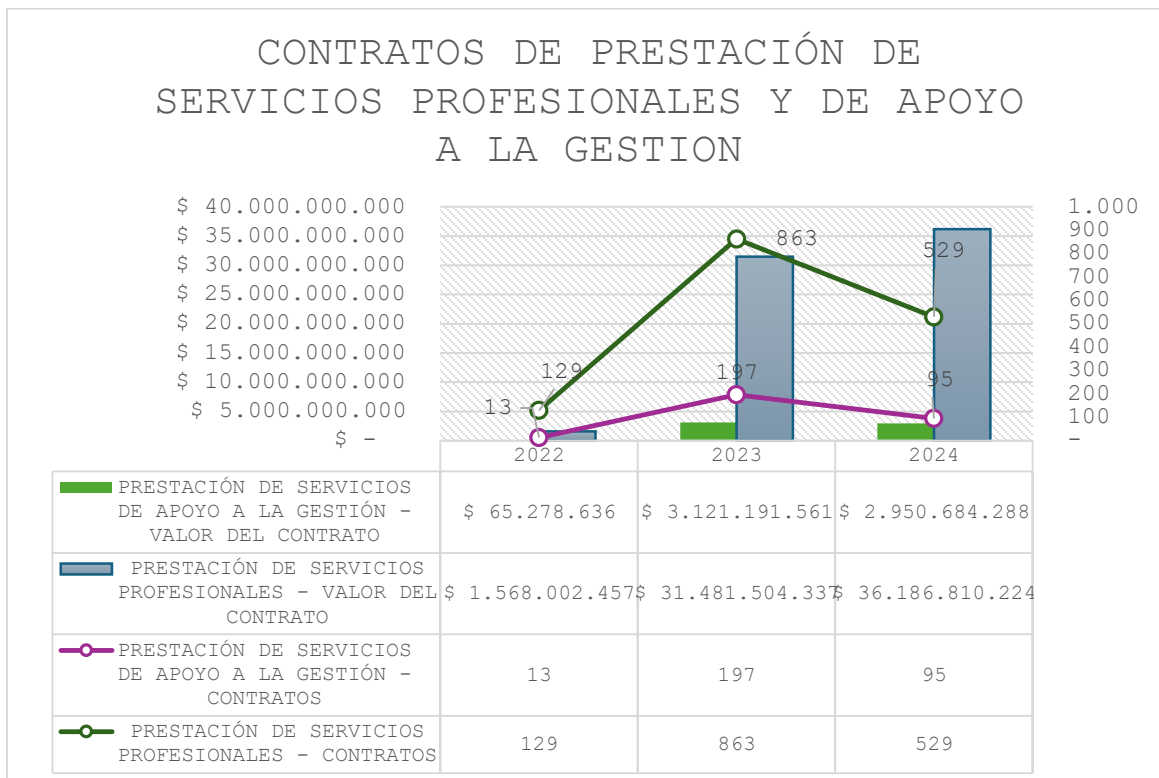 CONTRATOS DE PRESTACIÓN DE
SERVICIOS PROFESIONALES Y DE APOYO
A LA GESTION
$ 40.000.000.000
$ 35.000.000.000
$ 30.000.000.000
$ 25.000.000.000
$ 20.000.000.000
$ 15.000.000.000
$ 10.000.000.000
$ 5.000.000.000
$ -
1.000
900
800
700
600
500
400
300
200
100
-
863
529
129
197
95
13
2022 2023 2024
PRESTACIÓN DE SERVICIOS
DE APOYO A LA GESTIÓN -
VALOR DEL CONTRATO
$ 65.278.636 $ 3.121.191.561 $ 2.950.684.288
PRESTACIÓN DE SERVICIOS
PROFESIONALES - VALOR DEL
CONTRATO
$ 1.568.002.457 $ 31.481.504.337 $ 36.186.810.224
PRESTACIÓN DE SERVICIOS
DE APOYO A LA GESTIÓN -
CONTRATOS
13 197 95
PRESTACIÓN DE SERVICIOS
PROFESIONALES - CONTRATOS
129 863 529